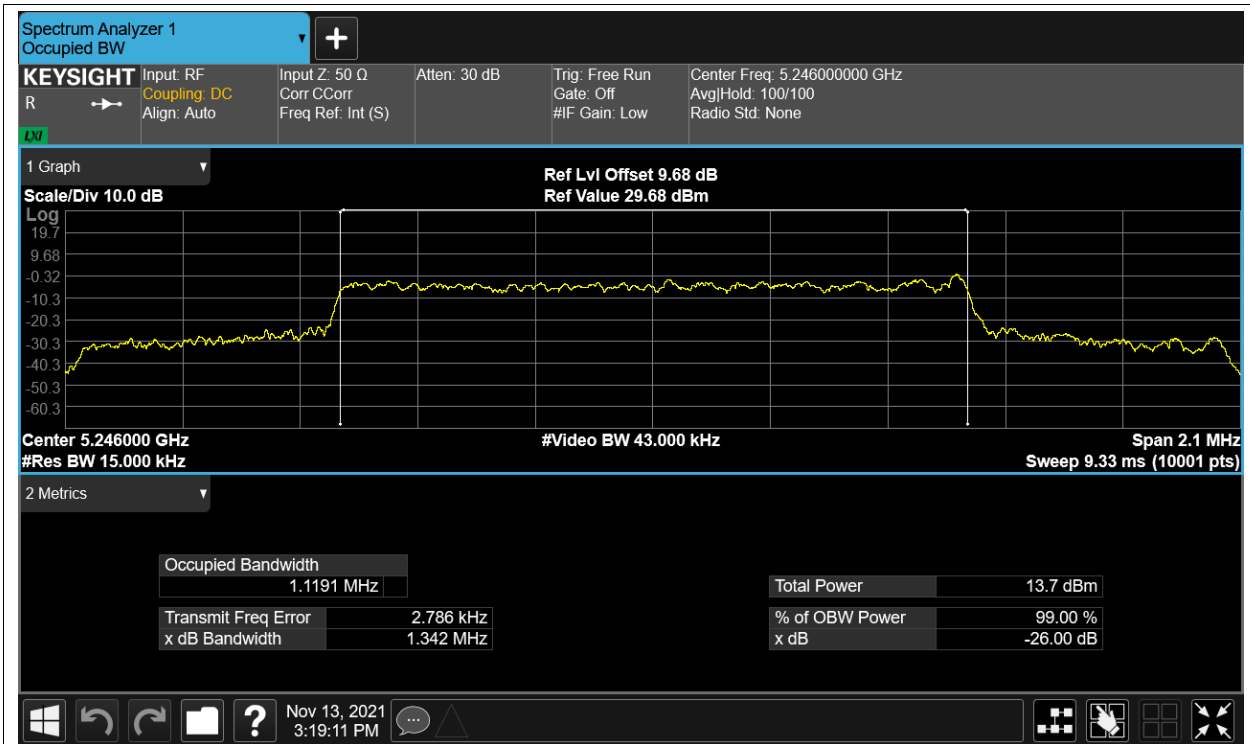 Spectrum Analyzer 1
Occupied BW
KEYSIGHT
R
LXI
Input: RF
Coupling: DC
Align: Auto
Input Z: 50 Ω
Corr CCorr
Freq Ref: Int (S)
Atten: 30 dB
Trig: Free Run
Gate: Off
#IF Gain: Low
Center Freq: 5.246000000 GHz
Avg|Hold: 100/100
Radio Std: None
1 Graph
Scale/Div 10.0 dB
Ref Lvl Offset 9.68 dB
Ref Value 29.68 dBm
Log
19.7
9.68
-0.32
-10.3
-20.3
-30.3
-40.3
-50.3
-60.3
Center 5.246000 GHz
#Video BW 43.000 kHz
Span 2.1 MHz
#Res BW 15.000 kHz
Sweep 9.33 ms (10001 pts)
2 Metrics
Occupied Bandwidth
1.1191 MHz
Transmit Freq Error 2.786 kHz
x dB Bandwidth 1.342 MHz
Total Power 13.7 dBm
% of OBW Power 99.00 %
x dB -26.00 dB
?
Nov 13, 2021
3:19:11 PM